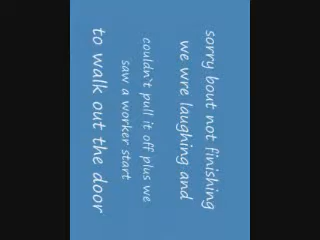 sorry bout not finishing
we wre laughing and
couldn`t pull it off plus we
saw a worker start
to walk out the door